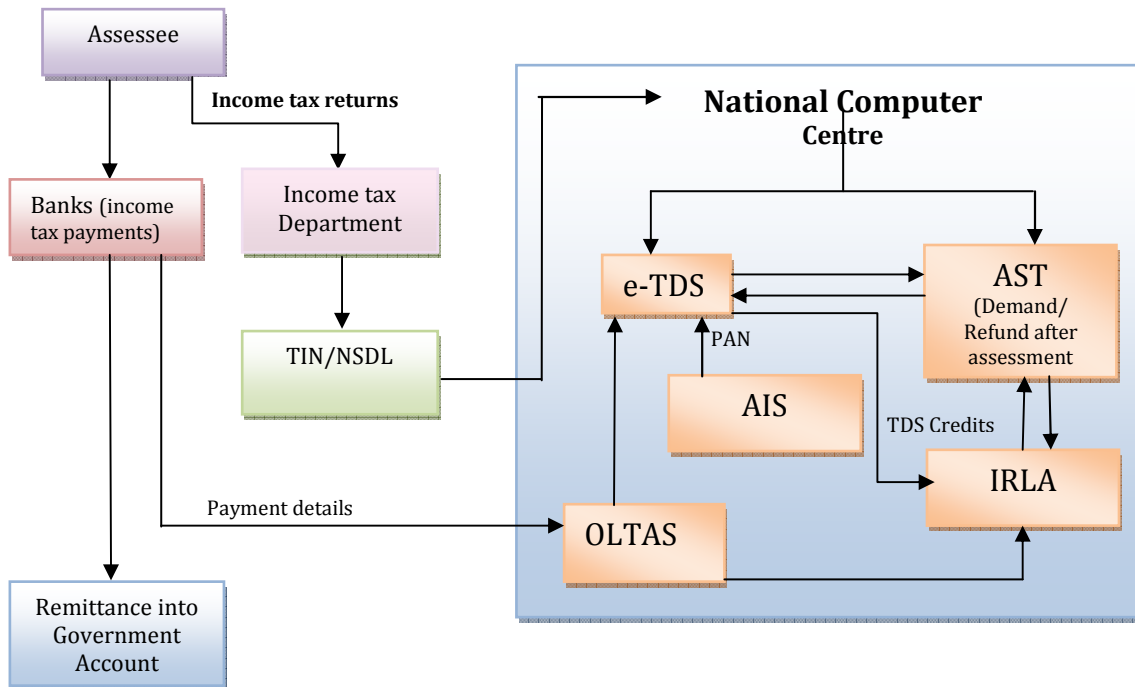 Assessee
Income tax returns
National Computer
Centre
Banks (income
tax payments)
Income tax
Department
e-TDS
AST
(Demand/
Refund after
assessment
PAN
TIN/NSDL
AIS
TDS Credits
IRLA
Payment details
OLTAS
Remittance into
Government
Account